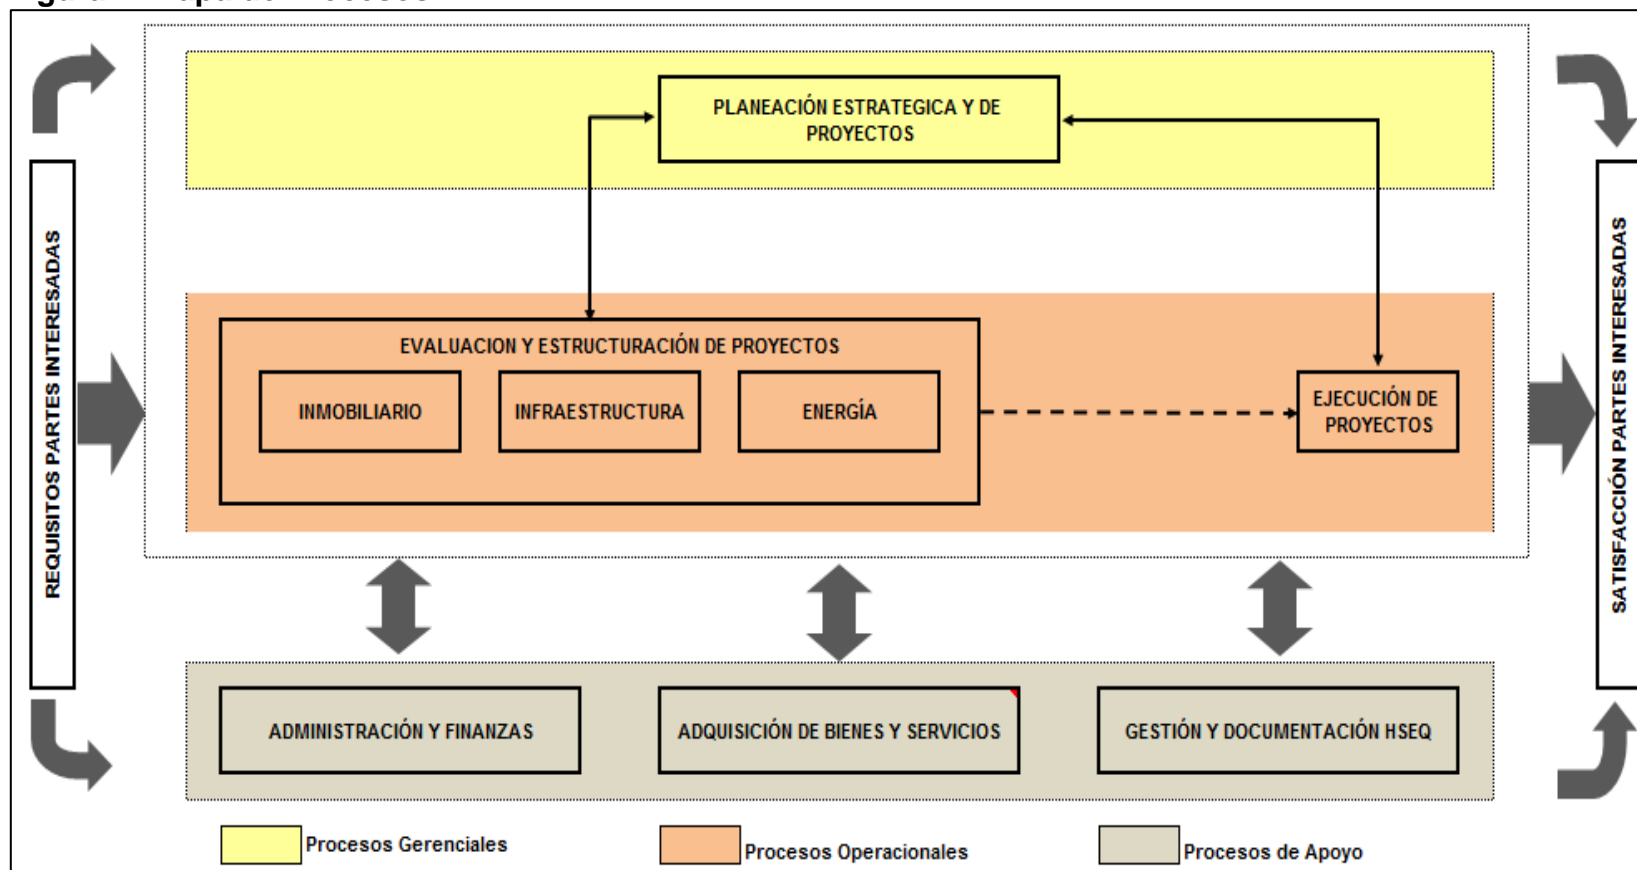 PLANEACIÓN ESTRATEGICA Y DE
PROYECTOS
REQUISITOS PARTES INTERESADAS
EVALUACION Y ESTRUCTURACIÓN DE PROYECTOS
INMOBILIARIO
INFRAESTRUCTURA
ENERGÍA
EJECUCIÓN DE
PROYECTOS
SATISFACCIÓN PARTES INTERESADAS
ADMINISTRACIÓN Y FINANZAS
ADQUISICIÓN DE BIENES Y SERVICIOS
GESTIÓN Y DOCUMENTACIÓN HSEQ
Procesos Gerenciales
Procesos Operacionales
Procesos de Apoyo